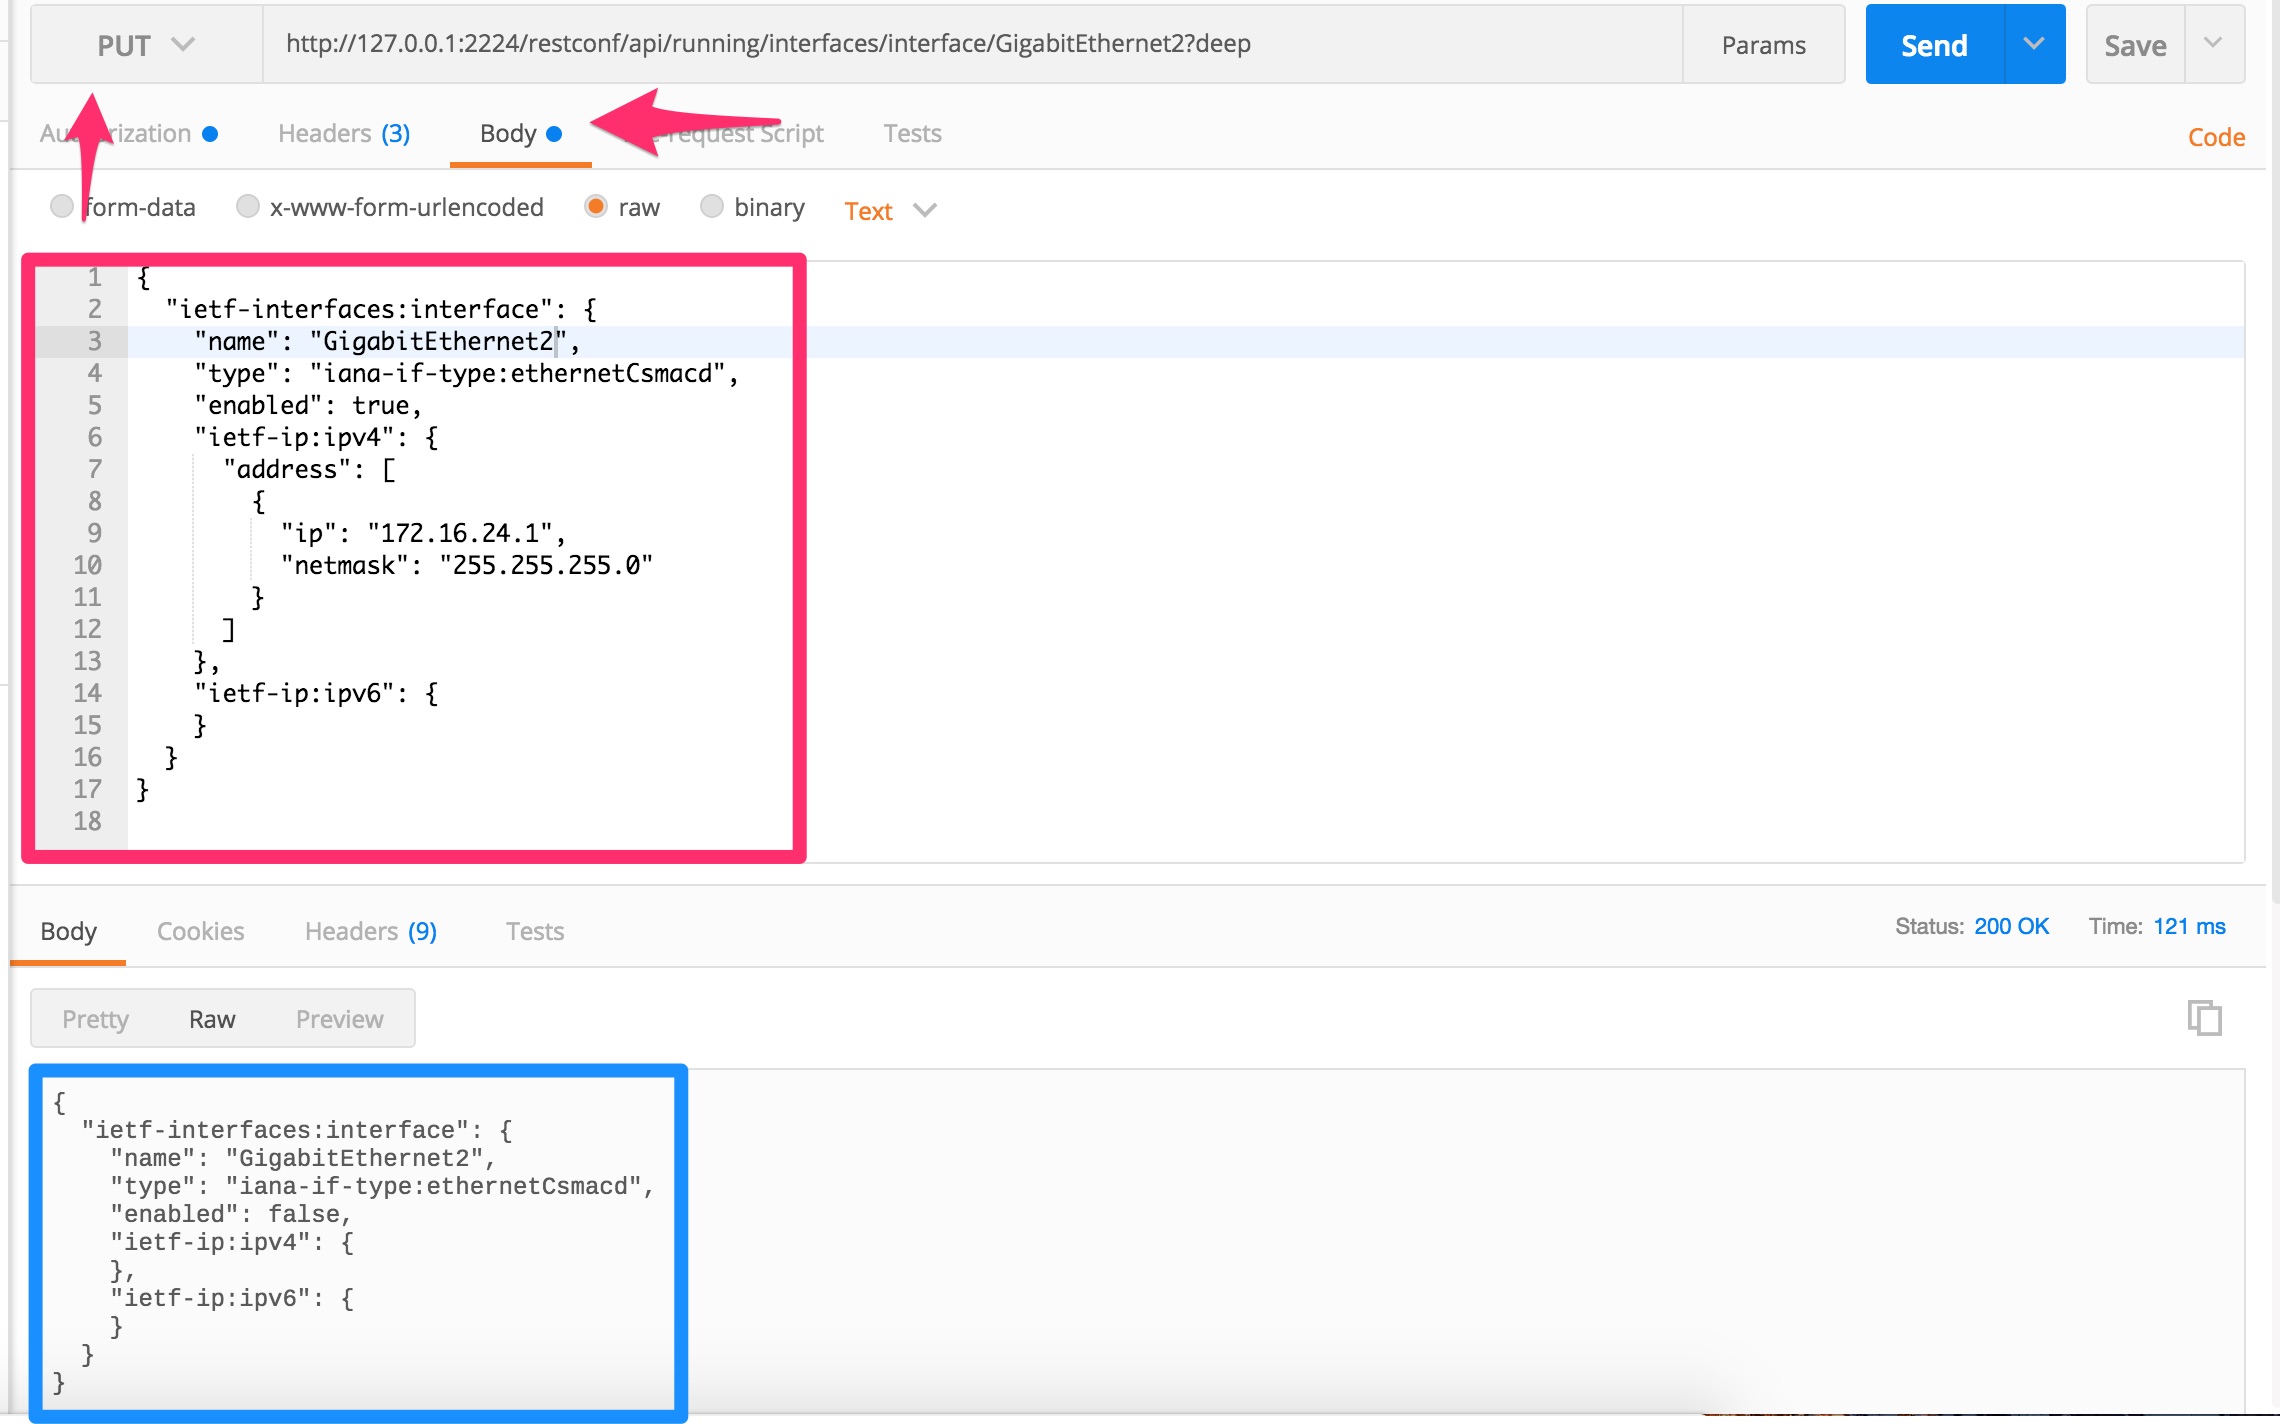 PUT http://127.0.0.1:2224/restconf/api/running/interfaces/interface/GigabitEthernet2?deep Params Send Save
Headers (3) Body Script Tests Code
form-data x-www-form-urlencoded raw binary Text
1 {
2 "ietf-interfaces:interface": {
3 "name": "GigabitEthernet2",
4 "type": "iana-if-type:ethernetCsmacd",
5 "enabled": true,
6 "ietf-ip:ipv4": {
7 "address": [
8 {
9 "ip": "172.16.24.1",
10 "netmask": "255.255.255.0"
11 }
12 ]
13 },
14 "ietf-ip:ipv6": {
15 }
16 }
17 }
18
Body Cookies Headers (9) Tests Status: 200 OK Time: 121 ms
Pretty Raw Preview
{
"ietf-interfaces:interface": {
"name": "GigabitEthernet2",
"type": "iana-if-type:ethernetCsmacd",
"enabled": false,
"ietf-ip:ipv4": {
},
"ietf-ip:ipv6": {
}
}
}